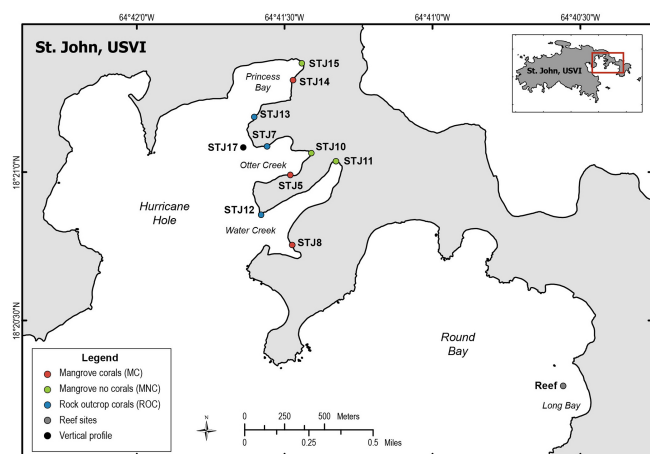 64°42'0"W
64°41'30"W
64°41'0"W
64°40'30"W
St. John, USVI
St. John, USVI
STJ15
Princess
Bay
STJ14
STJ13
STJ7
STJ17
STJ10
STJ11
Otter Creek
STJ5
18°21'0"N
Hurricane
Hole
STJ12
Water Creek
STJ8
18°20'30"N
Round
Bay
Reef
Long Bay
Legend
Mangrove corals (MC)
Mangrove no corals (MNC)
Rock outcrop corals (ROC)
Reef sites
Vertical profile
N
0 250 500 Meters
0 0.25 0.5 Miles